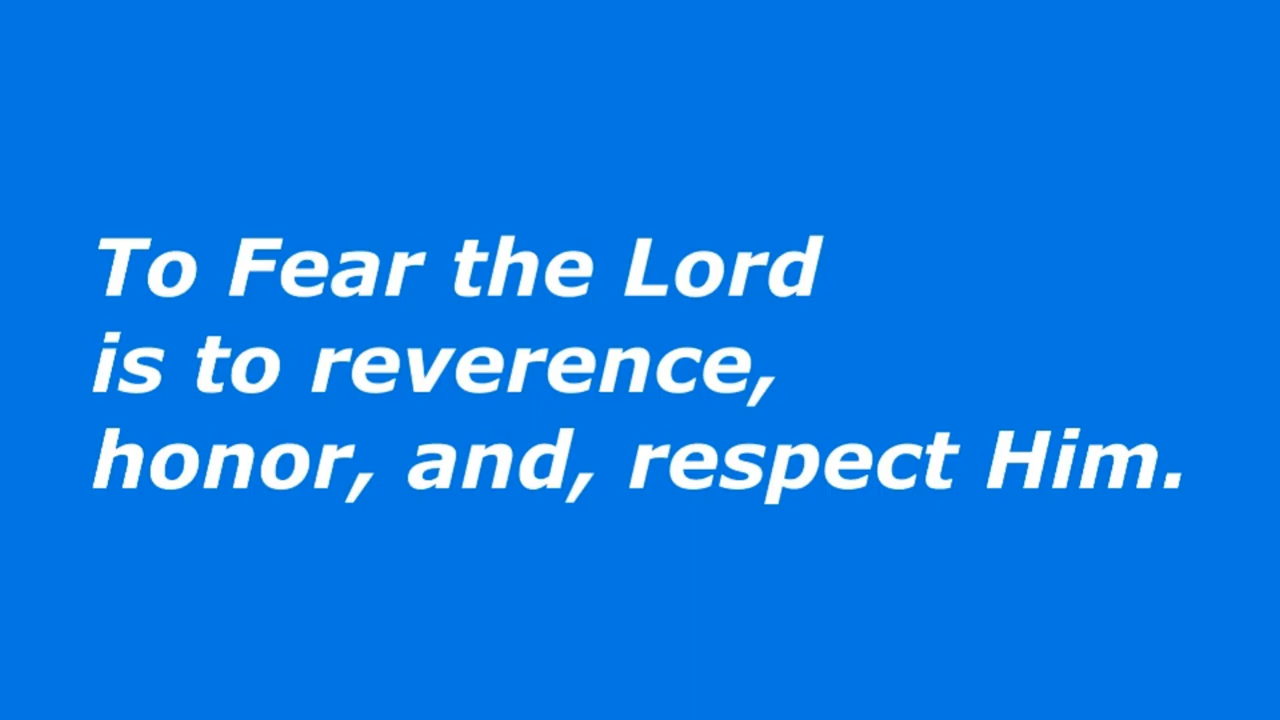 To Fear the Lord
is to reverence,
honor, and, respect Him.